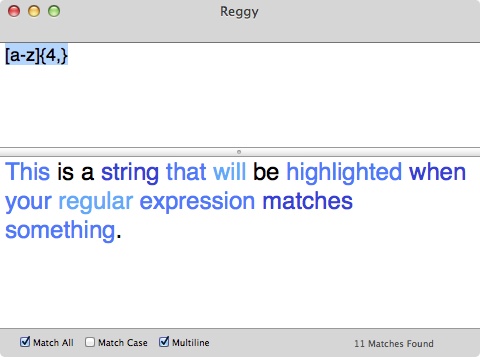 Reggy
[a-z]{4,}
This is a string that will be highlighted when
your regular expression matches
something.
Match All Match Case Multiline 11 Matches Found